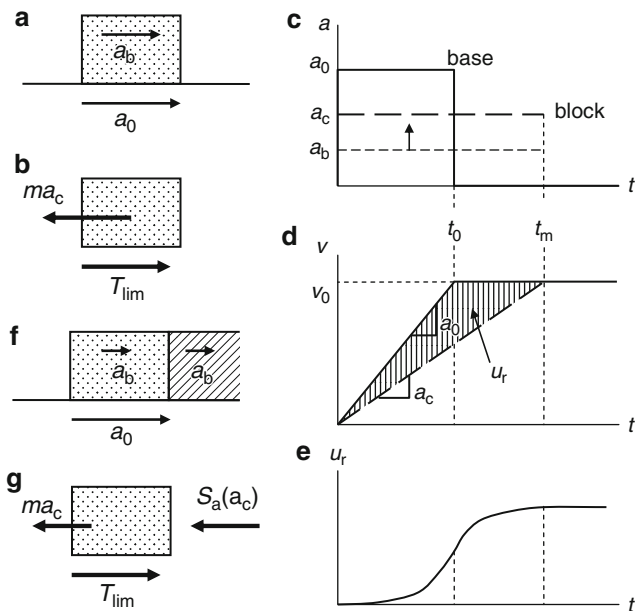 a
a_b
a_0
b
ma_c
T_lim
f
a_b
a_b
a_0
g
ma_c
S_a(a_c)
T_lim
c
a
a_0
base
a_c
block
a_b
t
t_0
t_m
d
v
v_0
a_0
u_r
a_c
t
e
u_r
t